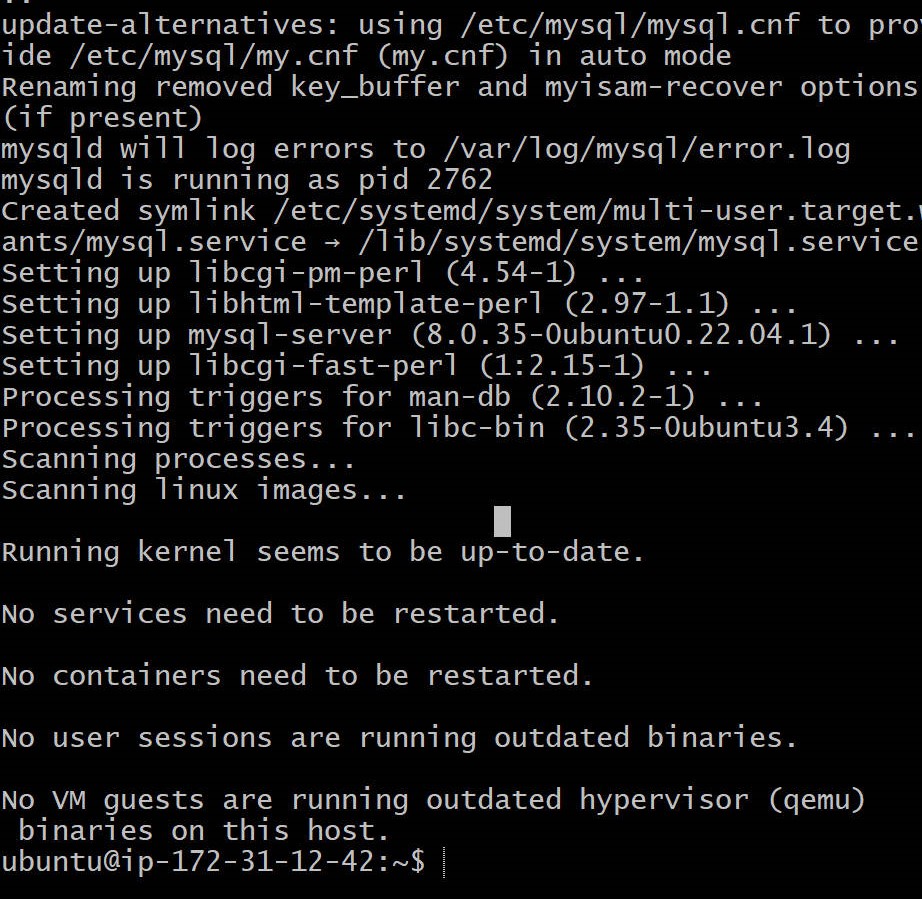 update-alternatives: using /etc/mysql/mysql.cnf to prov
ide /etc/mysql/my.cnf (my.cnf) in auto mode
Renaming removed key_buffer and myisam-recover options
(if present)
mysqld will log errors to /var/log/mysql/error.log
mysqld is running as pid 2762
Created symlink /etc/systemd/system/multi-user.target.w
ants/mysql.service → /lib/systemd/system/mysql.service
Setting up libcgi-pm-perl (4.54-1) ...
Setting up libhtml-template-perl (2.97-1.1) ...
Setting up mysql-server (8.0.35-0ubuntu0.22.04.1) ...
Setting up libcgi-fast-perl (1:2.15-1) ...
Processing triggers for man-db (2.10.2-1) ...
Processing triggers for libc-bin (2.35-0ubuntu3.4) ...
Scanning processes...
Scanning linux images...
Running kernel seems to be up-to-date.
No services need to be restarted.
No containers need to be restarted.
No user sessions are running outdated binaries.
No VM guests are running outdated hypervisor (qemu)
 binaries on this host.
ubuntu@ip-172-31-12-42:~$